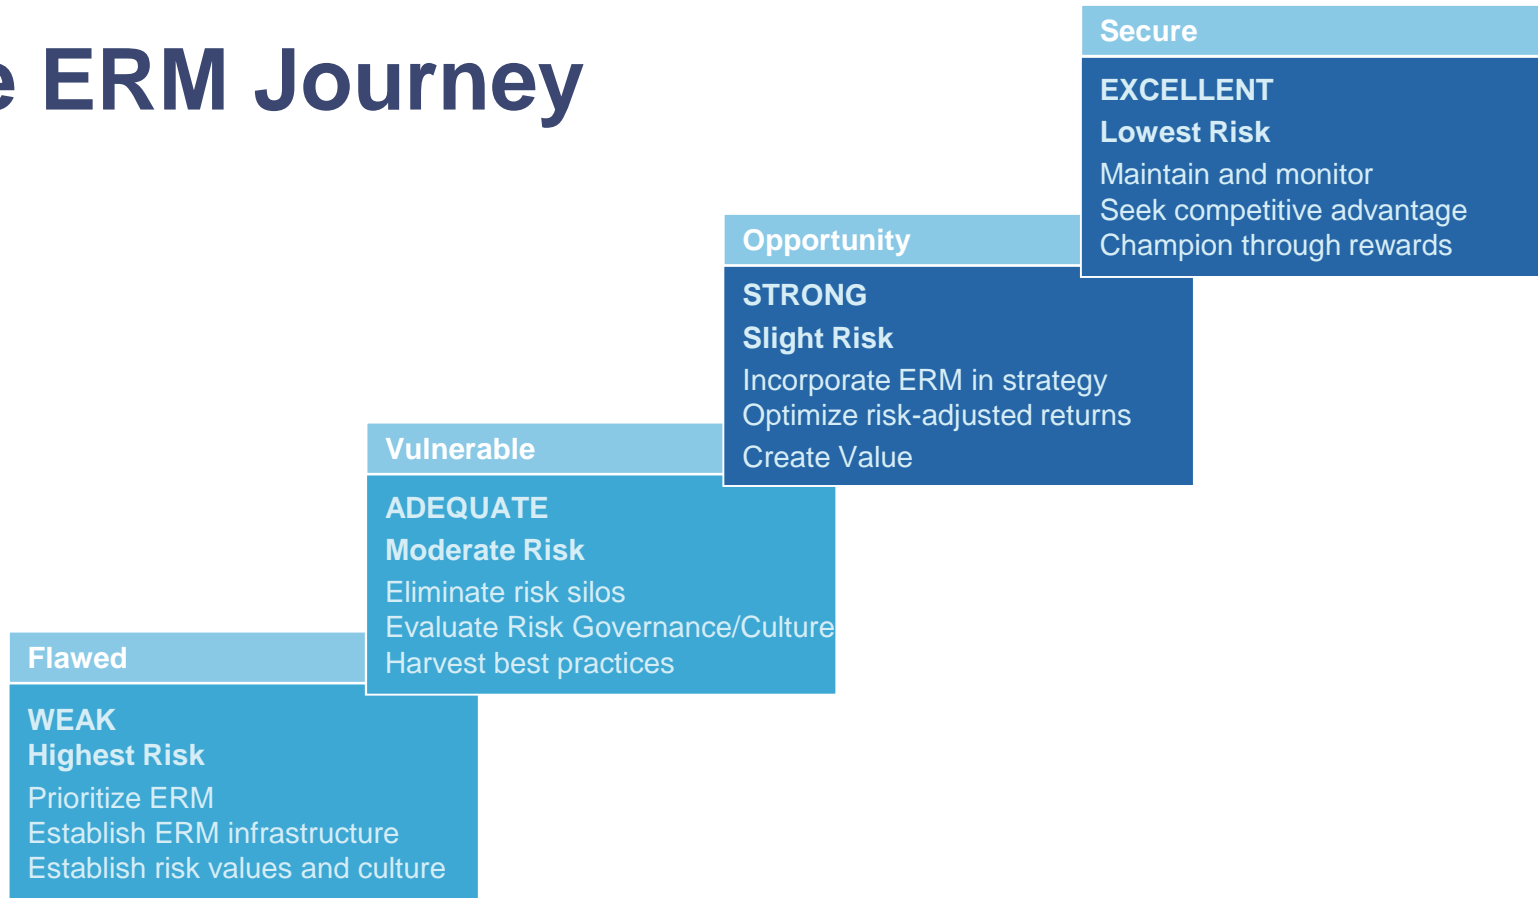 e ERM Journey
Secure
EXCELLENT
Lowest Risk
Maintain and monitor
Seek competitive advantage
Champion through rewards
Opportunity
STRONG
Slight Risk
Incorporate ERM in strategy
Optimize risk-adjusted returns
Create Value
Vulnerable
ADEQUATE
Moderate Risk
Eliminate risk silos
Evaluate Risk Governance/Culture
Harvest best practices
Flawed
WEAK
Highest Risk
Prioritize ERM
Establish ERM infrastructure
Establish risk values and culture